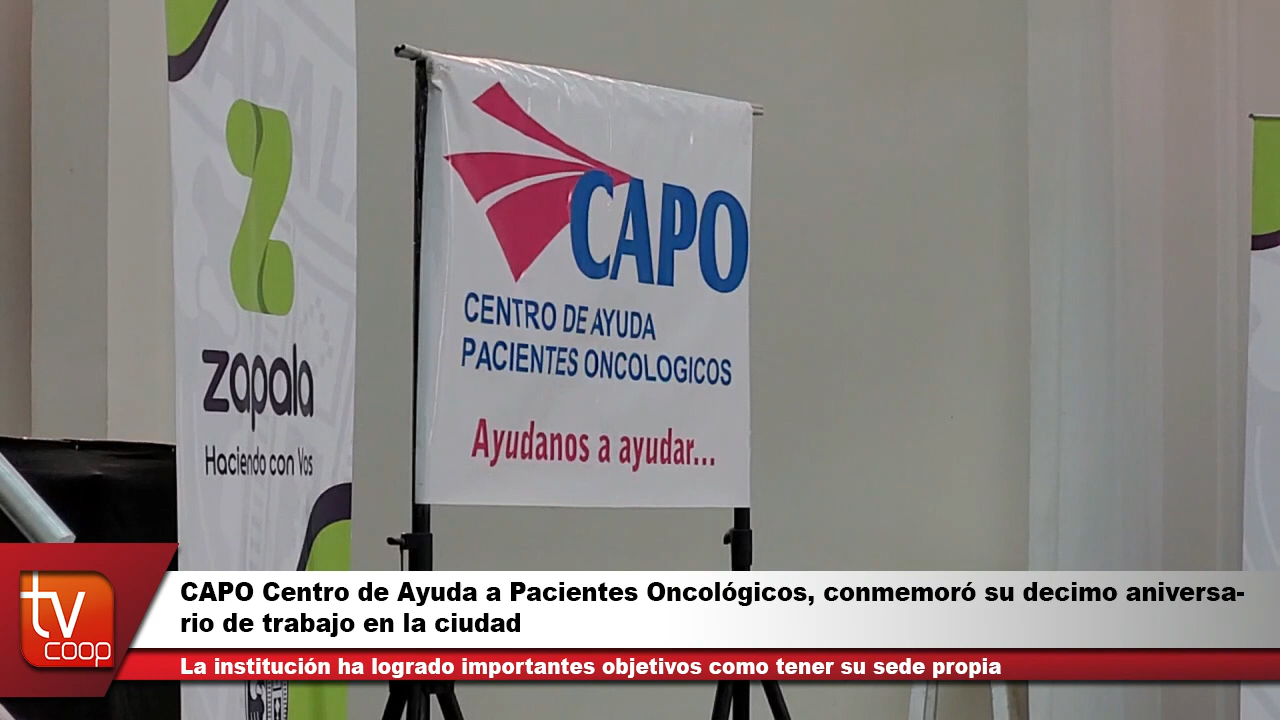 zapala
Haciendo con Vos
CAPO
CENTRO DE AYUDA
PACIENTES ONCOLOGICOS
Ayudanos a ayudar...
tv
coop
CAPO Centro de Ayuda a Pacientes Oncológicos, conmemoró su decimo aniversa-
rio de trabajo en la ciudad
La institución ha logrado importantes objetivos como tener su sede propia